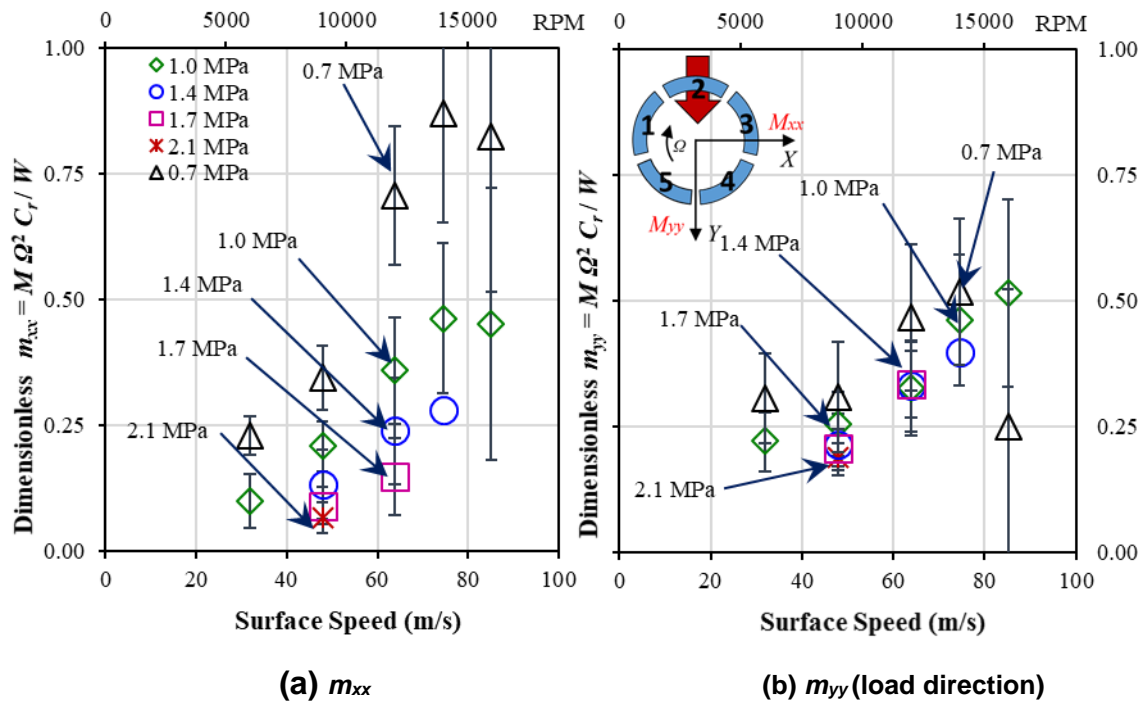 0 5000 10000 15000 RPM
1.00
0.75
0.50
0.25
0.00
Dimensionless mxx = M Ω² Cr / W
1.0 MPa
1.4 MPa
1.7 MPa
2.1 MPa
0.7 MPa
0.7 MPa
1.0 MPa
1.4 MPa
1.7 MPa
2.1 MPa
0 20 40 60 80 100
Surface Speed (m/s)
(a) mxx
0 5000 10000 15000 RPM
1.00
0.75
0.50
0.25
0.00
Dimensionless myy = M Ω² Cr / W
2
1
3
5
4
Ω
Mxx
X
Myy
Y
0.7 MPa
1.0 MPa
1.4 MPa
1.7 MPa
2.1 MPa
0 20 40 60 80 100
Surface Speed (m/s)
(b) myy (load direction)